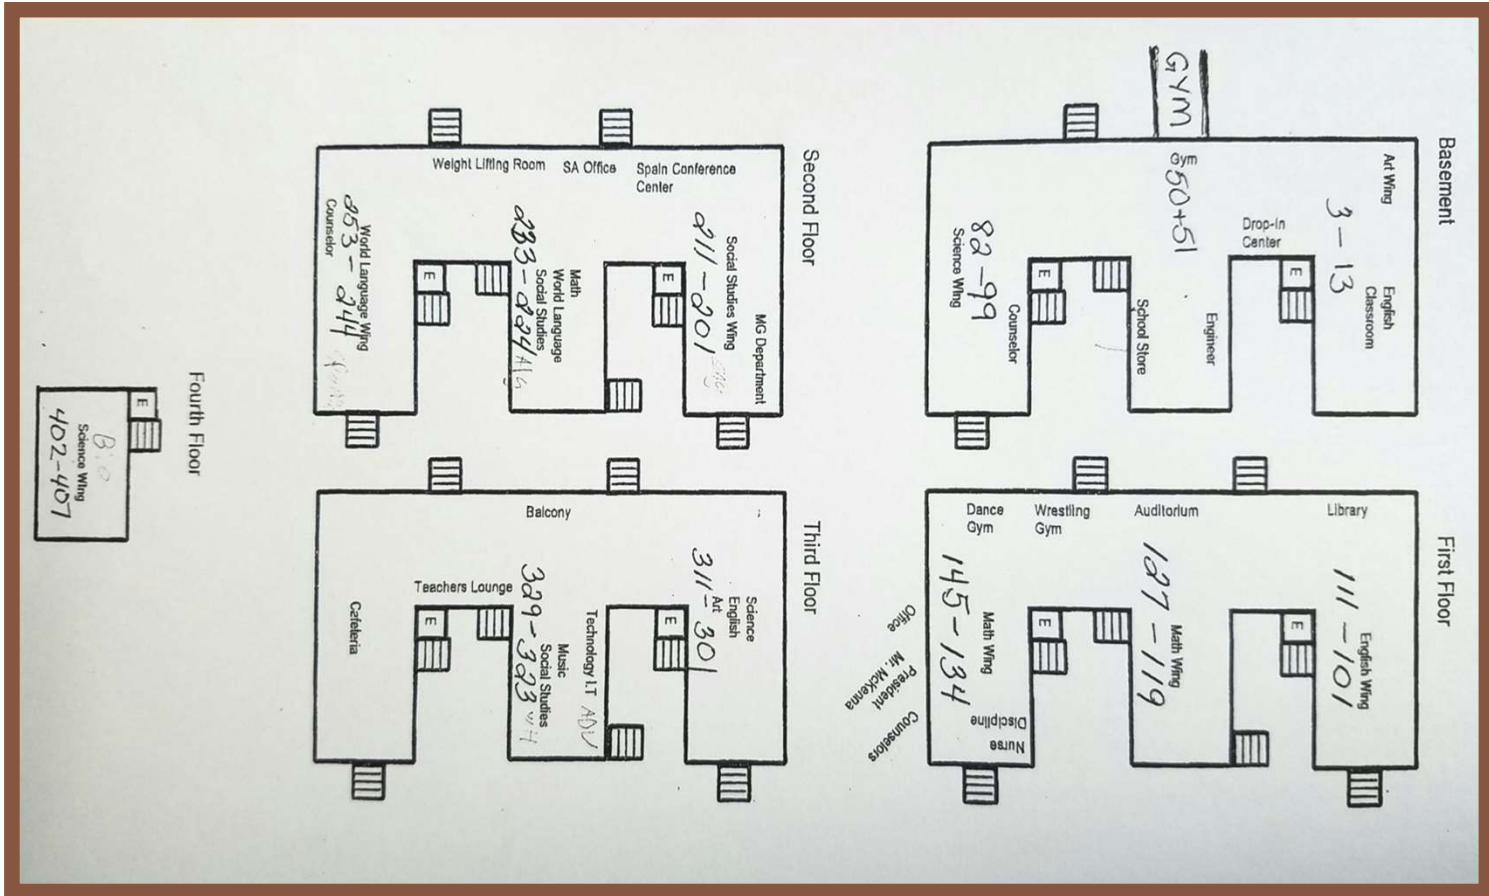 Basement
GYM
Art Wing
3-13
English
Classroom
Drop-In
Center
Gym
50+51
Engineer
School Store
82-99
Science Wing
Counselor
First Floor
Library
111-101
English Wing
Auditorium
127-119
Math Wing
Wrestling
Gym
Dance
Gym
145-134
Math Wing
Discipline
Nurse
Office
President
Mr. McKenna
Counselors
E
E
E
E
Second Floor
Weight Lifting Room
SA Office
Spain Conference
Center
211-201
Social Studies Wing
MG Department
Math
World Language
Social Studies
Alg
World Language Wing
253-244
Counselor
E
E
Third Floor
Balcony
Science
English
Art
311-301
Technology I.T
ADV
Music
Social Studies
329-323
Teachers Lounge
Cafeteria
E
E
Fourth Floor
E
Bio
Science Wing
402-407